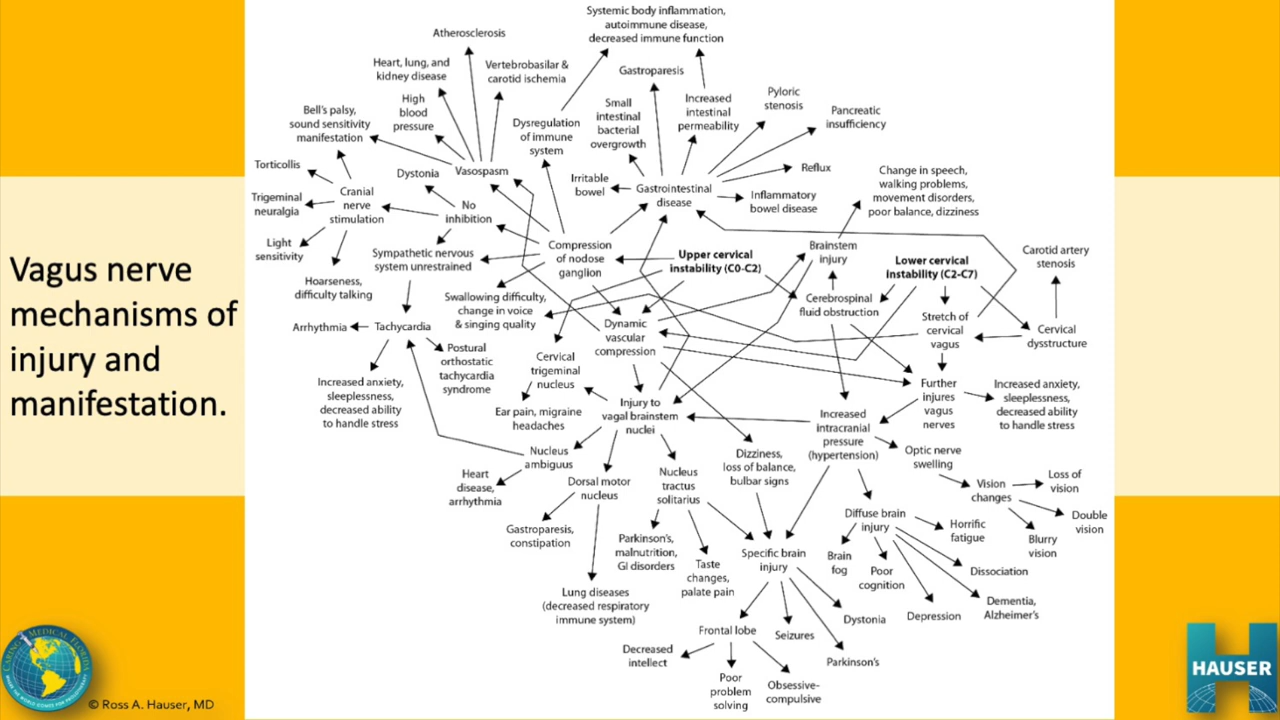 Vagus nerve
mechanisms of
injury and
manifestation.
Systemic body inflammation,
autoimmune disease,
decreased immune function
Atherosclerosis
Heart, lung, and
kidney disease
Vertebrobasilar &
carotid ischemia
Gastroparesis
High
blood
pressure
Bell's palsy,
sound sensitivity
manifestation
Dysregulation
of immune
system
Small
intestinal
bacterial
overgrowth
Increased
intestinal
permeability
Pyloric
stenosis
Pancreatic
insufficiency
Torticollis
Dystonia
Vasospasm
Irritable
bowel
Gastrointestinal
disease
Reflux
Inflammatory
bowel disease
Change in speech,
walking problems,
movement disorders,
poor balance, dizziness
Trigeminal
neuralgia
Cranial
nerve
stimulation
No
inhibition
Light
sensitivity
Sympathetic nervous
system unrestrained
Compression
of nodose
ganglion
Upper cervical
instability (C0-C2)
Brainstem
injury
Lower cervical
instability (C2-C7)
Carotid artery
stenosis
Hoarseness,
difficulty talking
Swallowing difficulty,
change in voice
& singing quality
Cerebrospinal
fluid obstruction
Arrhythmia
Tachycardia
Dynamic
vascular
compression
Stretch of
cervical
vagus
Cervical
dysstructure
Postural
orthostatic
tachycardia
syndrome
Cervical
trigeminal
nucleus
Increased anxiety,
sleeplessness,
decreased ability
to handle stress
Ear pain, migraine
headaches
Injury to
vagal brainstem
nuclei
Increased
intracranial
pressure
(hypertension)
Further
injures
vagus
nerves
Increased anxiety,
sleeplessness,
decreased ability
to handle stress
Nucleus
ambiguus
Heart
disease,
arrhythmia
Dorsal motor
nucleus
Nucleus
tractus
solitarius
Dizziness,
loss of balance,
bulbar signs
Optic nerve
swelling
Vision
changes
Loss of
vision
Double
vision
Blurry
vision
Gastroparesis,
constipation
Parkinson's,
malnutrition,
GI disorders
Taste
changes,
palate pain
Specific brain
injury
Diffuse brain
injury
Horrific
fatigue
Brain
fog
Poor
cognition
Dissociation
Dementia,
Alzheimer's
Depression
Lung diseases
(decreased respiratory
immune system)
Frontal lobe
Seizures
Dystonia
Parkinson's
Decreased
intellect
Poor
problem
solving
Obsessive-
compulsive
CARING MEDICAL FLORIDA
© Ross A. Hauser, MD
HAUSER